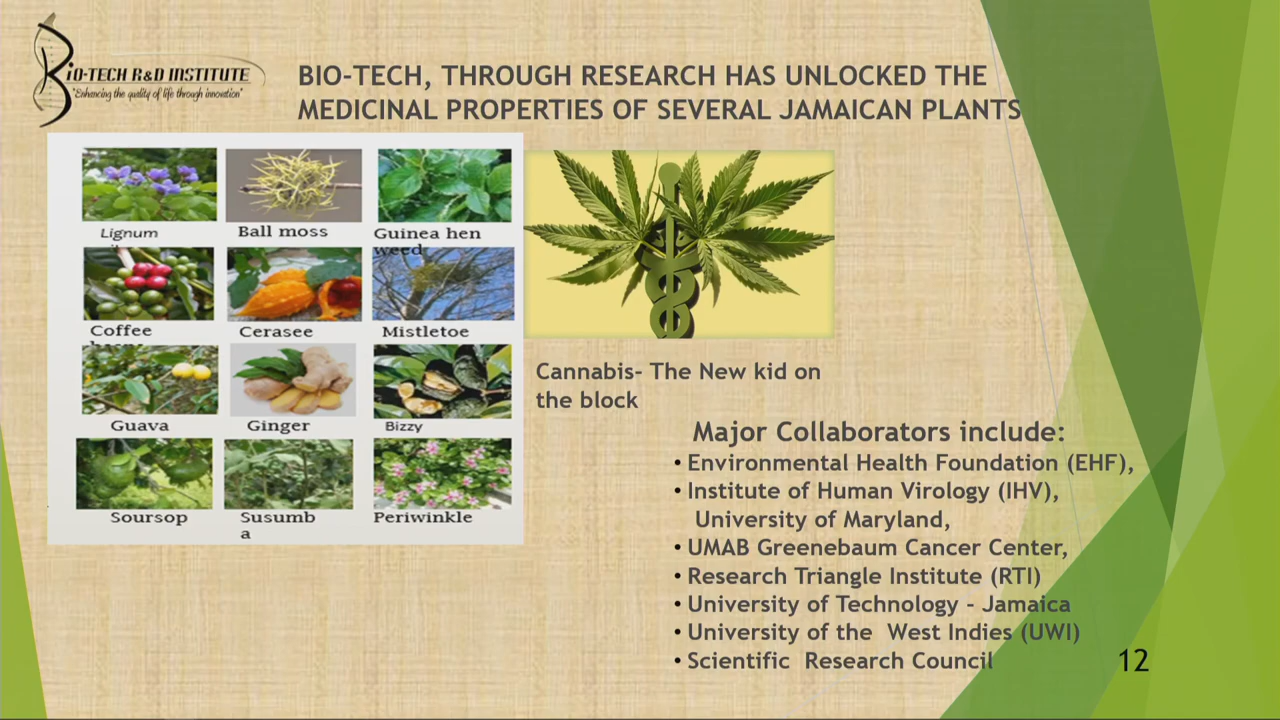 BIO-TECH R&D INSTITUTE
"Enhancing the quality of life through innovation"
BIO-TECH, THROUGH RESEARCH HAS UNLOCKED THE
MEDICINAL PROPERTIES OF SEVERAL JAMAICAN PLANTS
Lignum
Ball moss
Guinea hen
weed
Coffee
Cerasee
Mistletoe
Guava
Ginger
Bizzy
Soursop
Susumb
a
Periwinkle
Cannabis- The New kid on
the block
Major Collaborators include:
• Environmental Health Foundation (EHF),
• Institute of Human Virology (IHV),
University of Maryland,
• UMAB Greenebaum Cancer Center,
• Research Triangle Institute (RTI)
• University of Technology - Jamaica
• University of the West Indies (UWI)
• Scientific Research Council
12